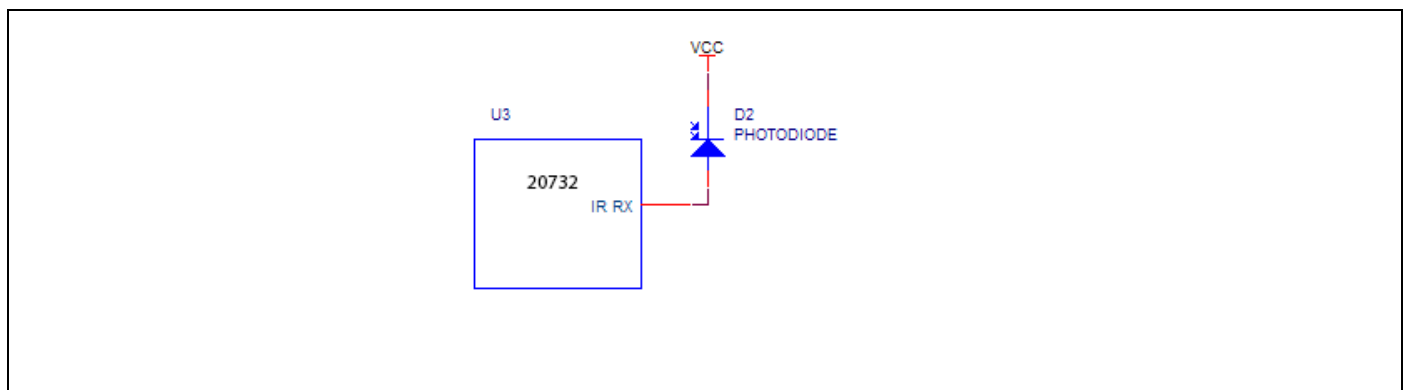 VCC
U3
D2
PHOTODIODE
20732
IR RX